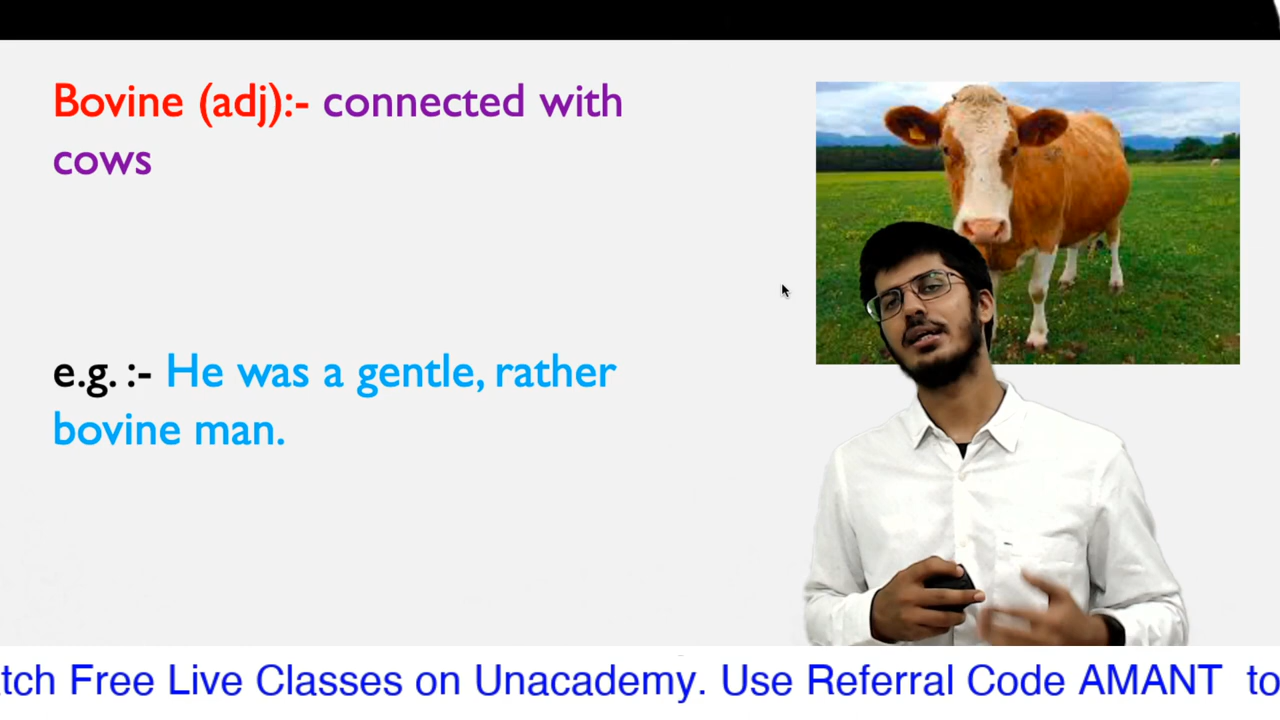 Bovine (adj):- connected with
cows
e.g. :- He was a gentle, rather
bovine man.
tch Free Live Classes on Unacademy. Use Referral Code AMANT to